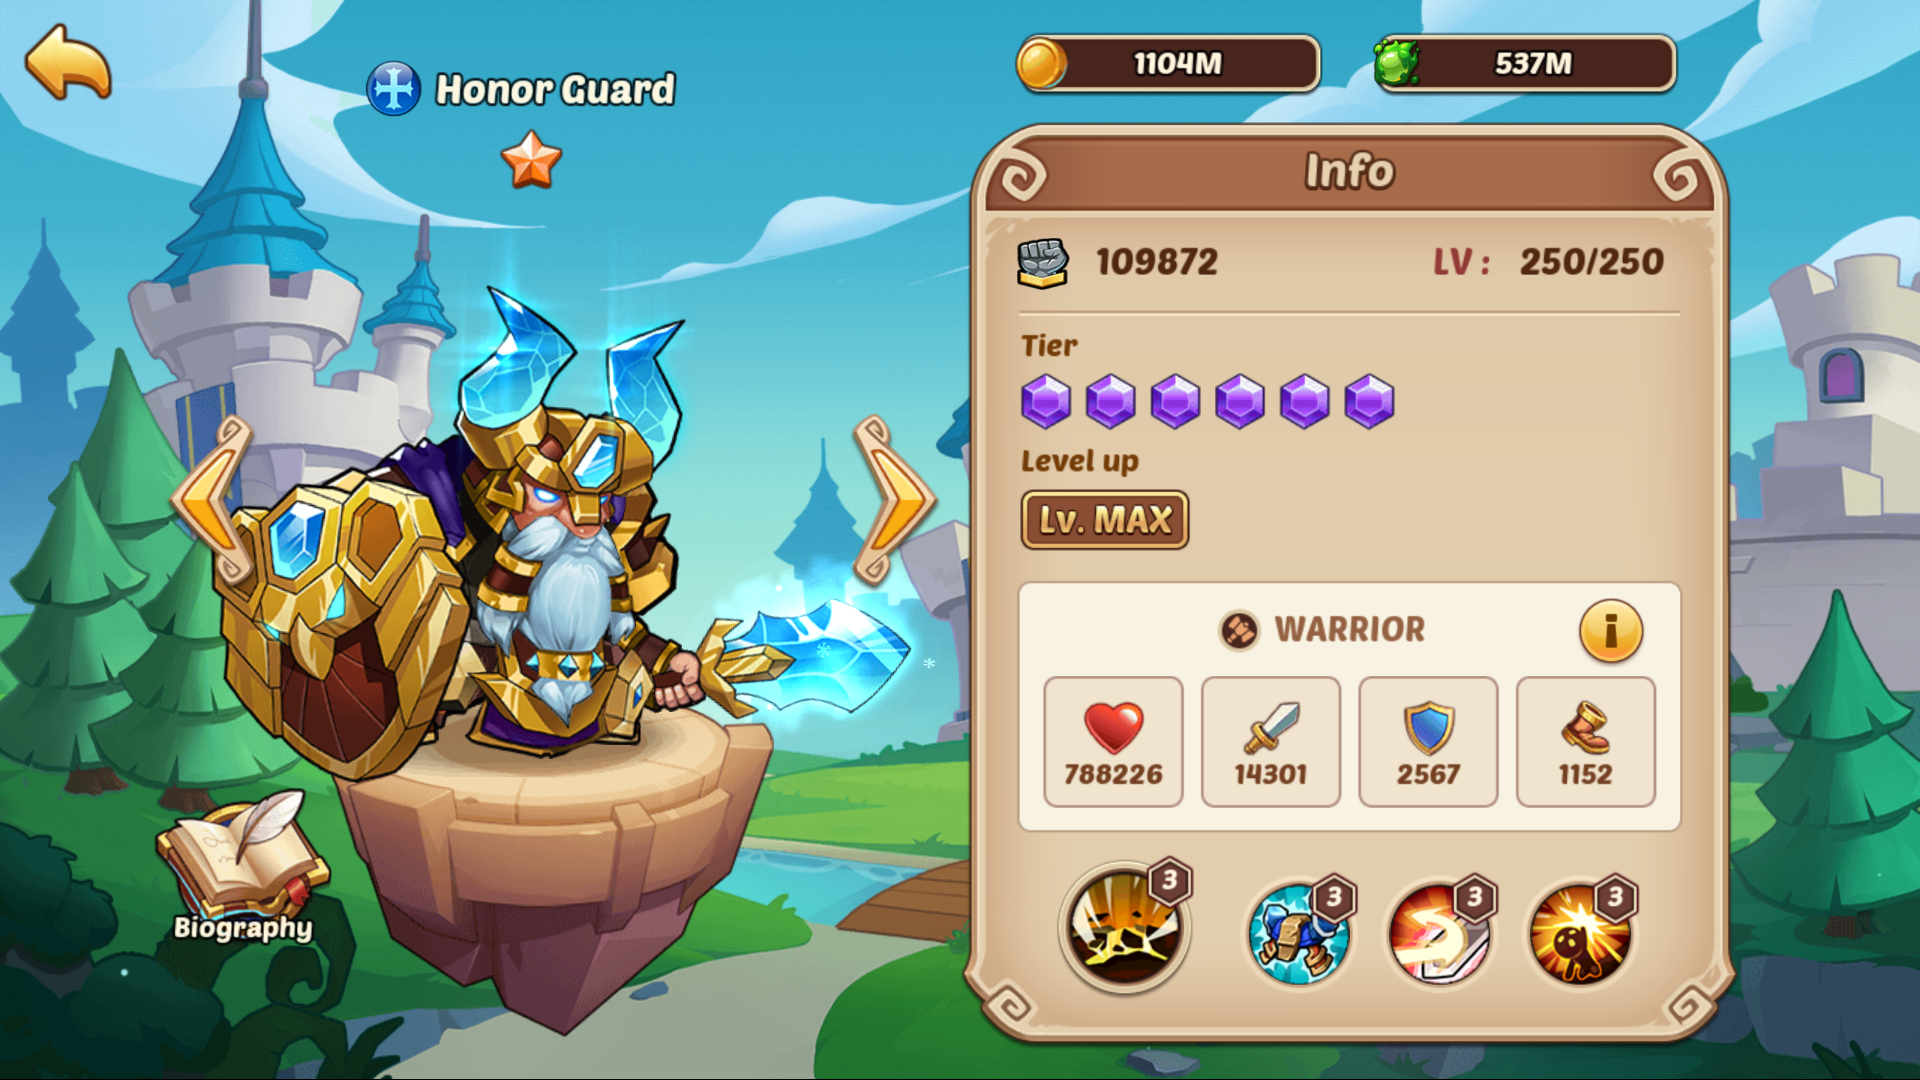 Honor Guard
1104M
537M
Info
109872
LV : 250/250
Tier
Level up
Lv. MAX
WARRIOR
788226
14301
2567
1152
3
3
3
3
Biography